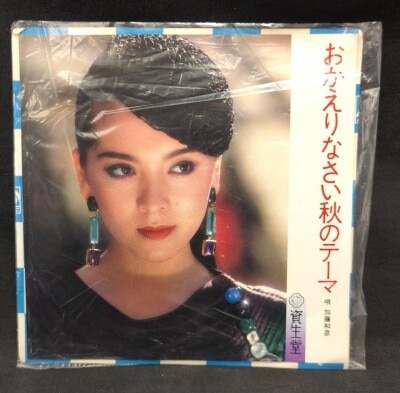 おかえりなさい秋のテーマ
唄 加藤和彦
資生堂